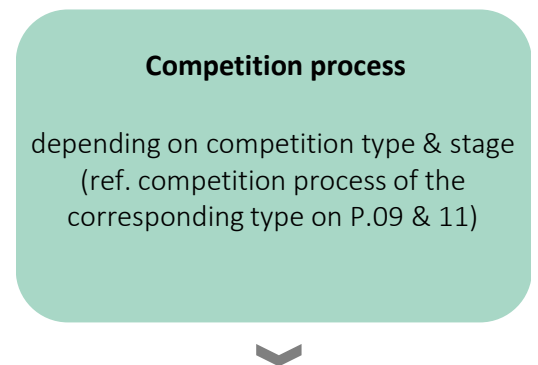 Competition process
depending on competition type & stage
(ref. competition process of the
corresponding type on P.09 & 11)